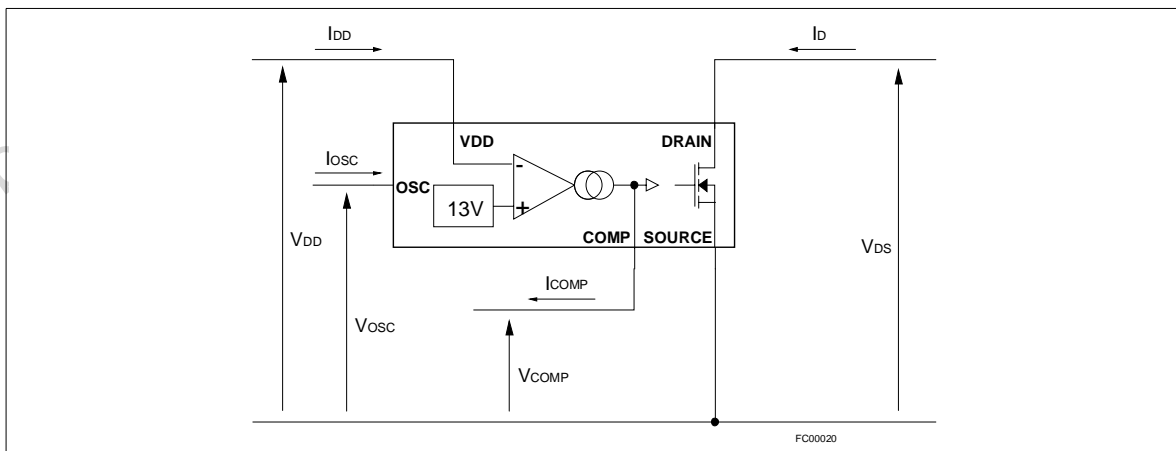 IDD
ID
VDD
DRAIN
IOSC
OSC
-
13V
+
COMP
SOURCE
VDD
VDS
ICOMP
VOSC
VCOMP
FC00020